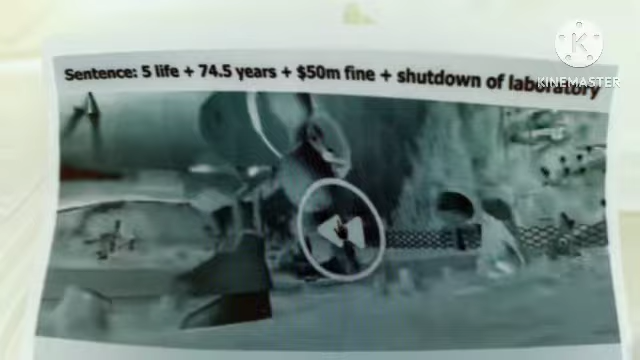 Sentence: 5 life + 74.5 years + $50m fine + shutdown of laboratory
K
KINEMASTER